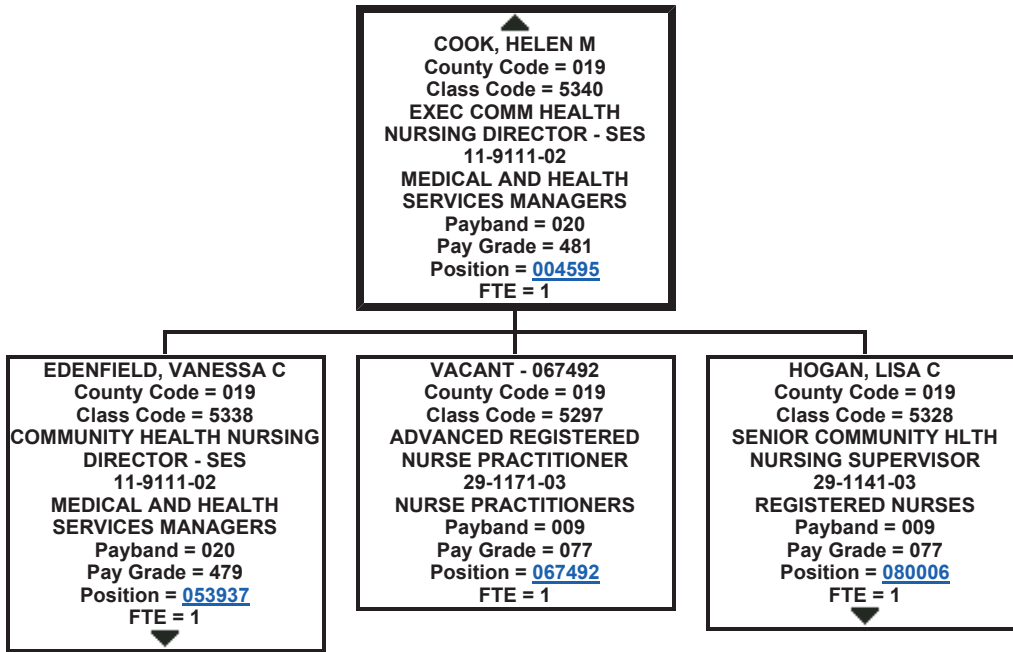 COOK, HELEN M
County Code = 019
Class Code = 5340
EXEC COMM HEALTH
NURSING DIRECTOR - SES
11-9111-02
MEDICAL AND HEALTH
SERVICES MANAGERS
Payband = 020
Pay Grade = 481
Position = 004595
FTE = 1
EDENFIELD, VANESSA C
County Code = 019
Class Code = 5338
COMMUNITY HEALTH NURSING
DIRECTOR - SES
11-9111-02
MEDICAL AND HEALTH
SERVICES MANAGERS
Payband = 020
Pay Grade = 479
Position = 053937
FTE = 1
VACANT - 067492
County Code = 019
Class Code = 5297
ADVANCED REGISTERED
NURSE PRACTITIONER
29-1171-03
NURSE PRACTITIONERS
Payband = 009
Pay Grade = 077
Position = 067492
FTE = 1
HOGAN, LISA C
County Code = 019
Class Code = 5328
SENIOR COMMUNITY HLTH
NURSING SUPERVISOR
29-1141-03
REGISTERED NURSES
Payband = 009
Pay Grade = 077
Position = 080006
FTE = 1